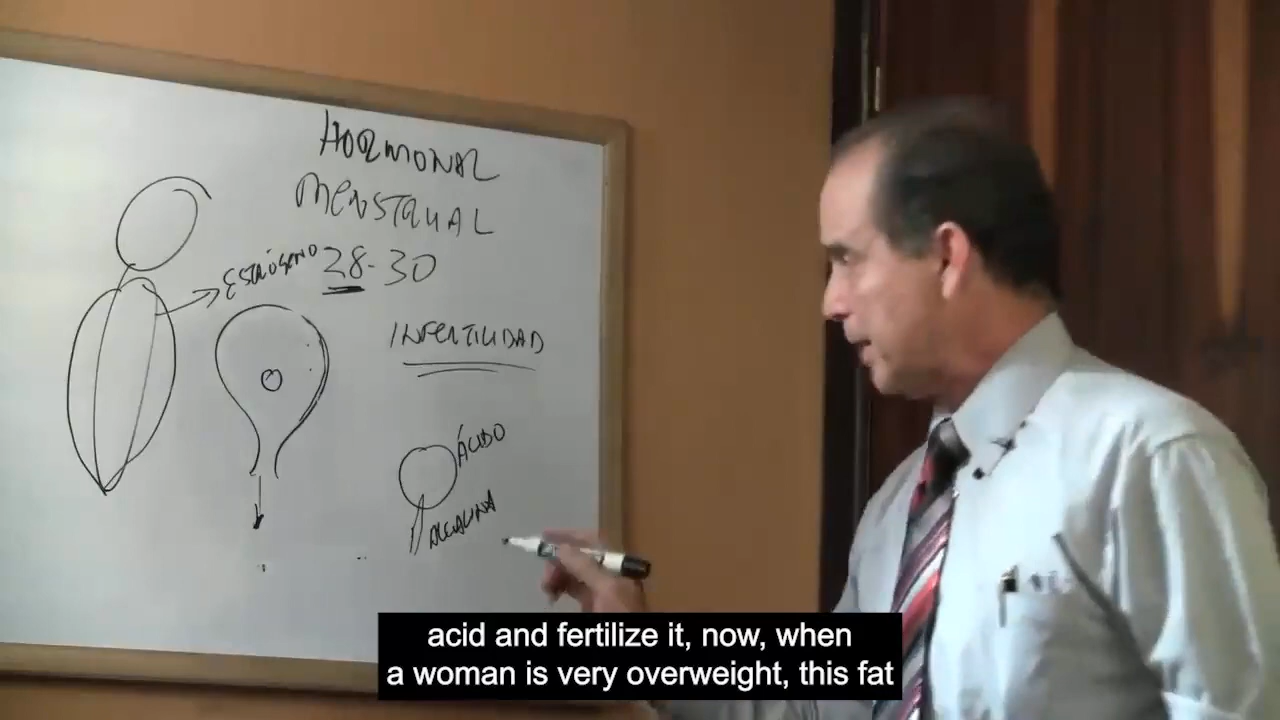 HORMONAL
MENSTRUAL
28-30
ESTRÓGENO
INFERTILIDAD
ÁCIDO
ALCALINA
acid and fertilize it, now, when
a woman is very overweight, this fat